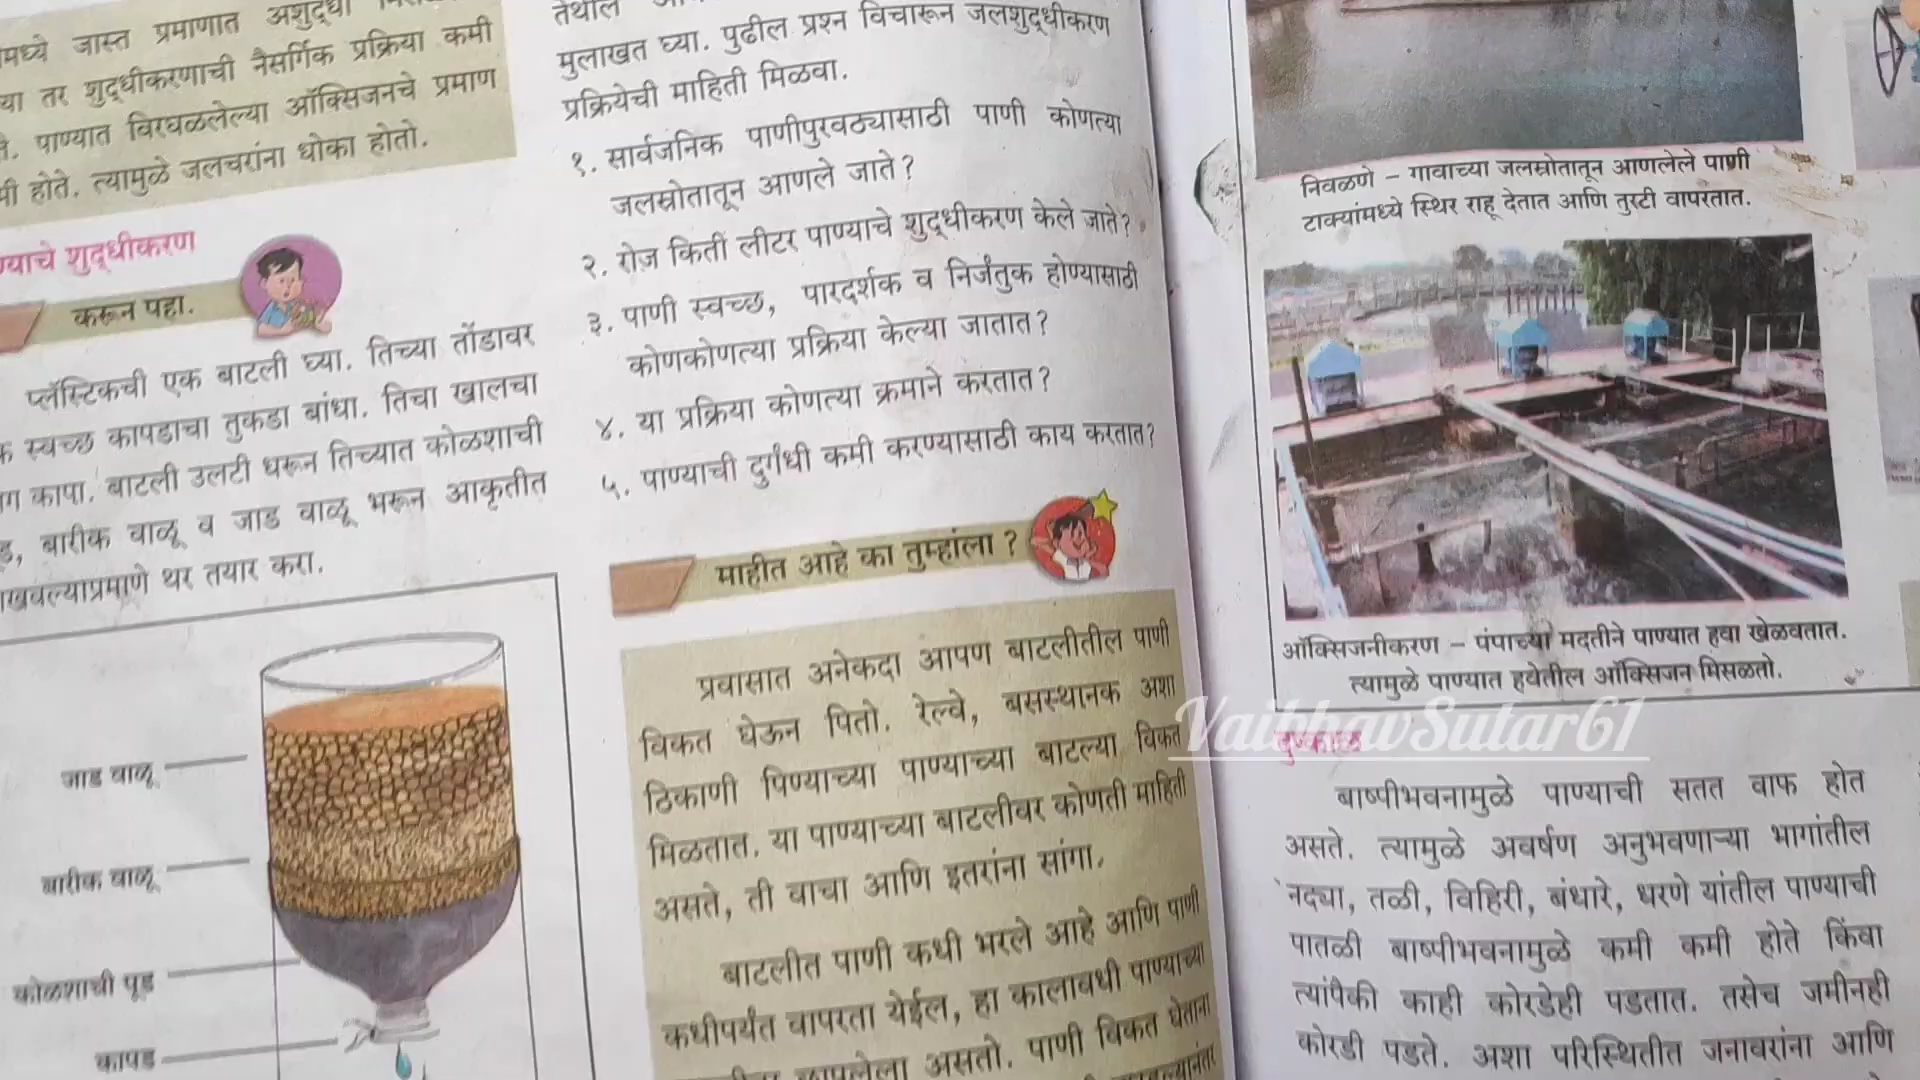 मध्ये जास्त प्रमाणात अशुद्धी
या तर शुद्धीकरणाची नैसर्गिक प्रक्रिया कमी
पाण्यात विरघळलेल्या ऑक्सिजनचे प्रमाण
मी होते. त्यामुळे जलचरांना धोका होतो.
ण्याचे शुद्धीकरण
करून पहा.
प्लॅस्टिकची एक बाटली घ्या. तिच्या तोंडावर
क स्वच्छ कापडाचा तुकडा बांधा. तिचा खालचा
ग कापा. बाटली उलटी धरून तिच्यात कोळशाची
ड, बारीक वाळू व जाड वाळू भरून आकृतीत
ाखवल्याप्रमाणे थर तयार करा.
जाड वाळू
बारीक वाळू
कोळशाची पूड
कापड
तेथील
मुलाखत घ्या. पुढील प्रश्न विचारून जलशुद्धीकरण
प्रक्रियेची माहिती मिळवा.
१. सार्वजनिक पाणीपुरवठ्यासाठी पाणी कोणत्या
जलस्रोतातून आणले जाते ?
२. रोज किती लीटर पाण्याचे शुद्धीकरण केले जाते?
३. पाणी स्वच्छ, पारदर्शक व निर्जंतुक होण्यासाठी
कोणकोणत्या प्रक्रिया केल्या जातात ?
४. या प्रक्रिया कोणत्या क्रमाने करतात ?
५. पाण्याची दुर्गंधी कमी करण्यासाठी काय करतात?
माहीत आहे का तुम्हांला ?
प्रवासात अनेकदा आपण बाटलीतील पाणी
विकत घेऊन पितो. रेल्वे, बसस्थानक अशा
ठिकाणी पिण्याच्या पाण्याच्या बाटल्या विकत
मिळतात. या पाण्याच्या बाटलीवर कोणती माहिती
असते, ती वाचा आणि इतरांना सांगा.
बाटलीत पाणी कधी भरले आहे आणि पाणी
कधीपर्यंत वापरता येईल, हा कालावधी पाण्याच्या
छापलेला असतो. पाणी विकत घेताना
निवळणे – गावाच्या जलस्रोतातून आणलेले पाणी
टाक्यांमध्ये स्थिर राहू देतात आणि तुरटी वापरतात.
ऑक्सिजनीकरण – पंपाच्या मदतीने पाण्यात हवा खेळवतात.
त्यामुळे पाण्यात हवेतील ऑक्सिजन मिसळतो.
VaibhavSutar61
दुष्काळ
बाष्पीभवनामुळे पाण्याची सतत वाफ होत
असते. त्यामुळे अवर्षण अनुभवणाऱ्या भागांतील
नद्या, तळी, विहिरी, बंधारे, धरणे यांतील पाण्याची
पातळी बाष्पीभवनामुळे कमी कमी होते किंवा
त्यांपैकी काही कोरडेही पडतात. तसेच जमीनही
कोरडी पडते. अशा परिस्थितीत जनावरांना आणि